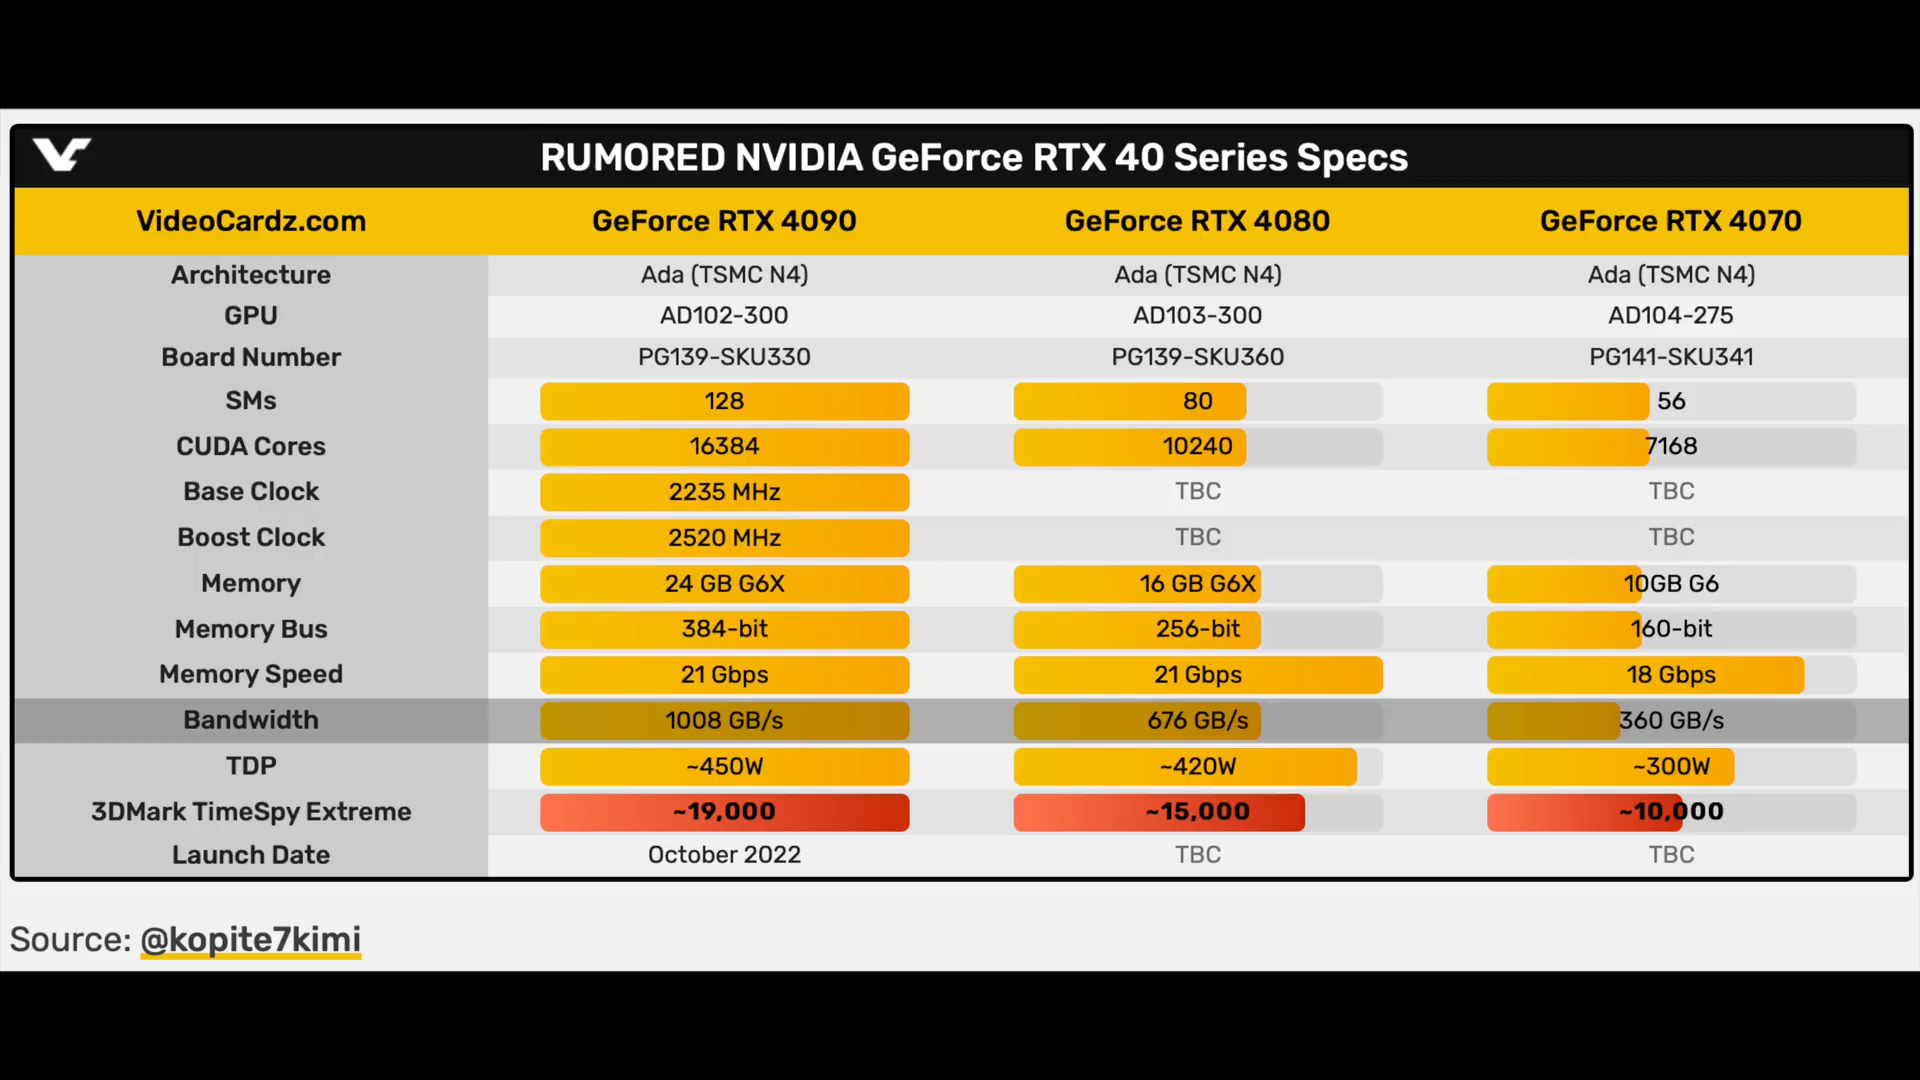 RUMORED NVIDIA GeForce RTX 40 Series Specs
VideoCardz.com GeForce RTX 4090 GeForce RTX 4080 GeForce RTX 4070
Architecture Ada (TSMC N4) Ada (TSMC N4) Ada (TSMC N4)
GPU AD102-300 AD103-300 AD104-275
Board Number PG139-SKU330 PG139-SKU360 PG141-SKU341
SMs 128 80 56
CUDA Cores 16384 10240 7168
Base Clock 2235 MHz TBC TBC
Boost Clock 2520 MHz TBC TBC
Memory 24 GB G6X 16 GB G6X 10GB G6
Memory Bus 384-bit 256-bit 160-bit
Memory Speed 21 Gbps 21 Gbps 18 Gbps
Bandwidth 1008 GB/s 676 GB/s 360 GB/s
TDP ~450W ~420W ~300W
3DMark TimeSpy Extreme ~19,000 ~15,000 ~10,000
Launch Date October 2022 TBC TBC
Source: @kopite7kimi